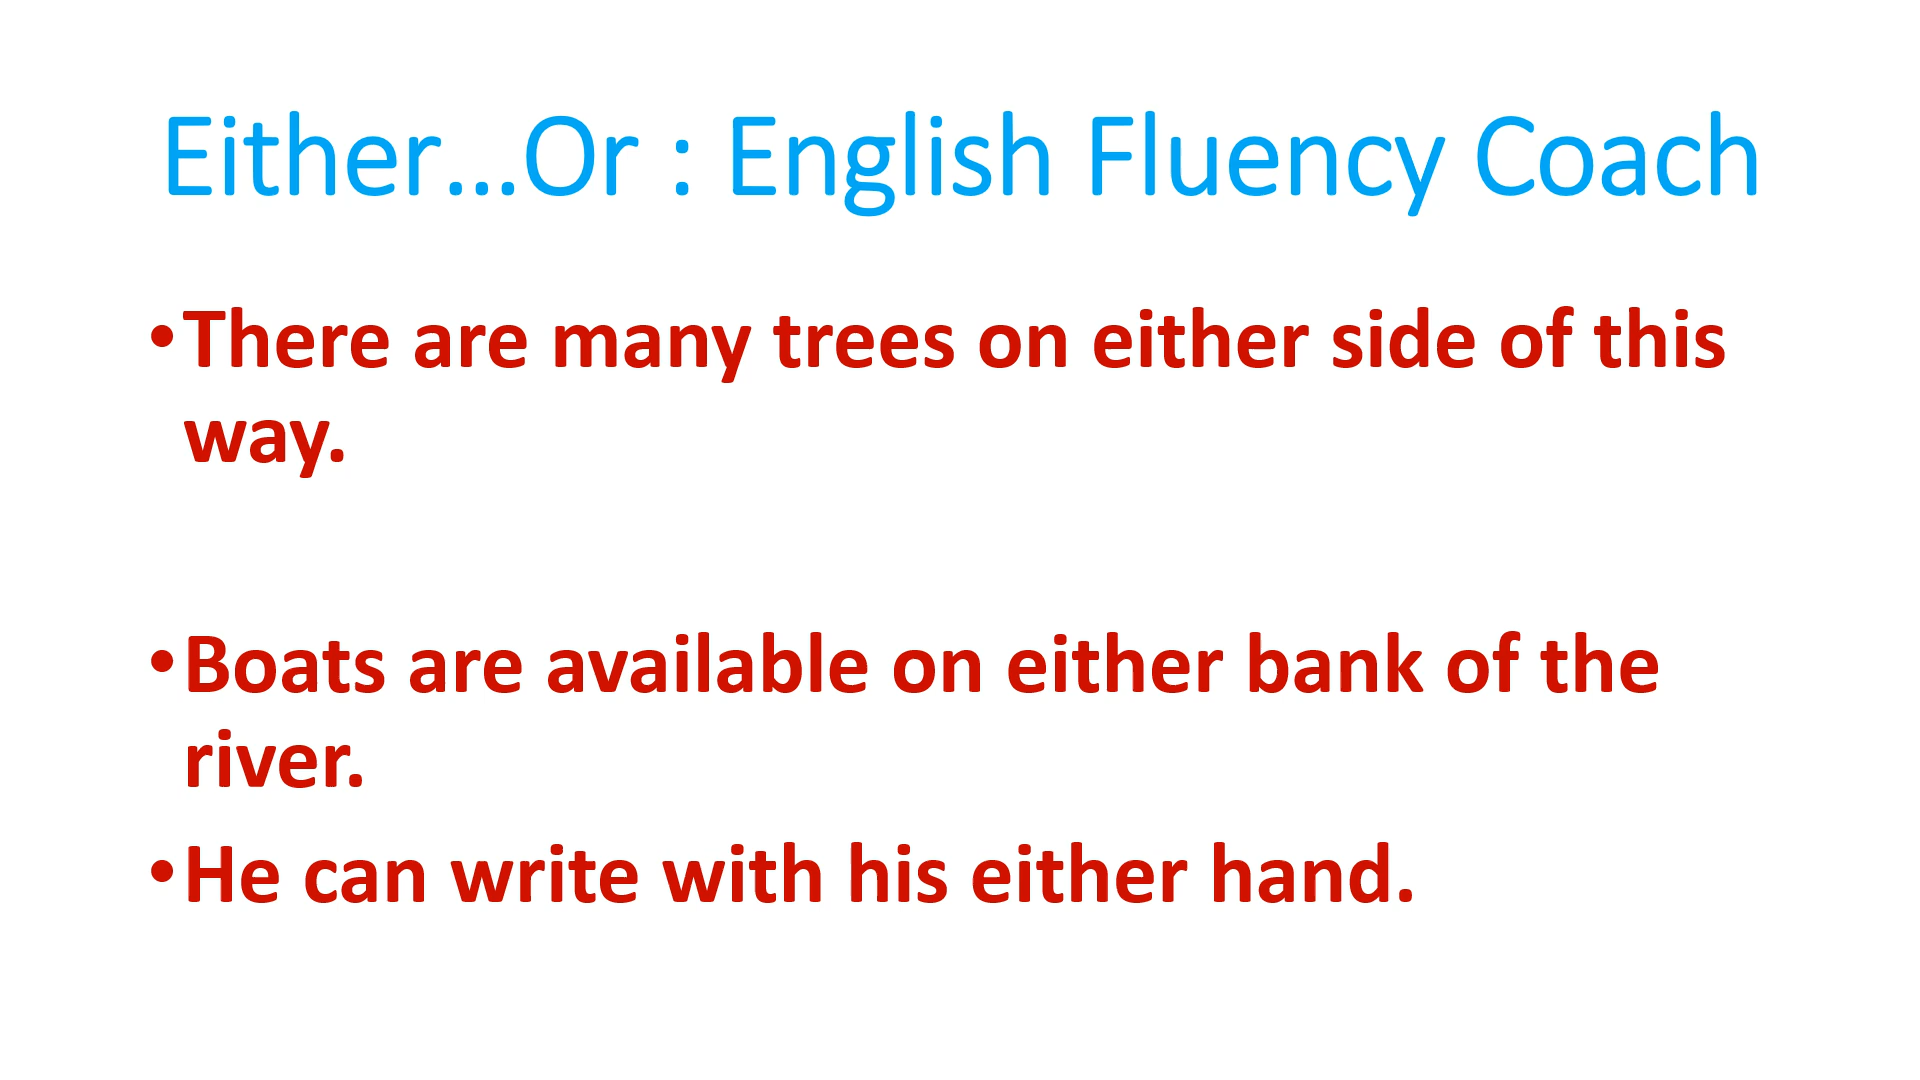 Either...Or : English Fluency Coach
•There are many trees on either side of this
way.
•Boats are available on either bank of the
river.
•He can write with his either hand.